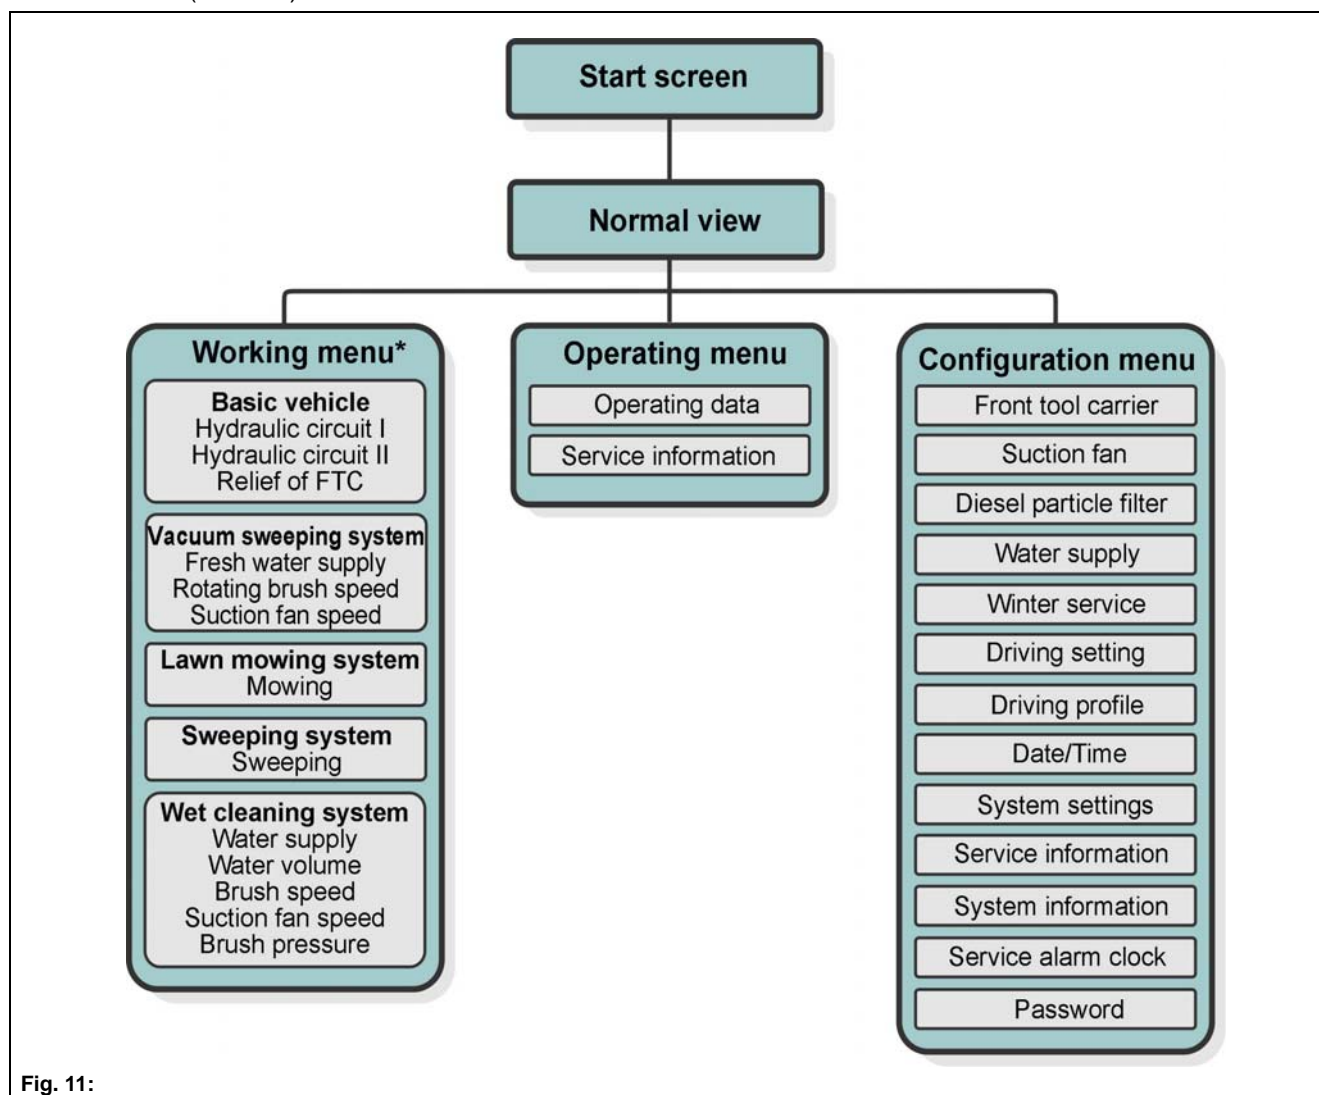 Start screen
Normal view
Working menu*
Basic vehicle
Hydraulic circuit I
Hydraulic circuit II
Relief of FTC
Vacuum sweeping system
Fresh water supply
Rotating brush speed
Suction fan speed
Lawn mowing system
Mowing
Sweeping system
Sweeping
Wet cleaning system
Water supply
Water volume
Brush speed
Suction fan speed
Brush pressure
Operating menu
Operating data
Service information
Configuration menu
Front tool carrier
Suction fan
Diesel particle filter
Water supply
Winter service
Driving setting
Driving profile
Date/Time
System settings
Service information
System information
Service alarm clock
Password
Fig. 11: